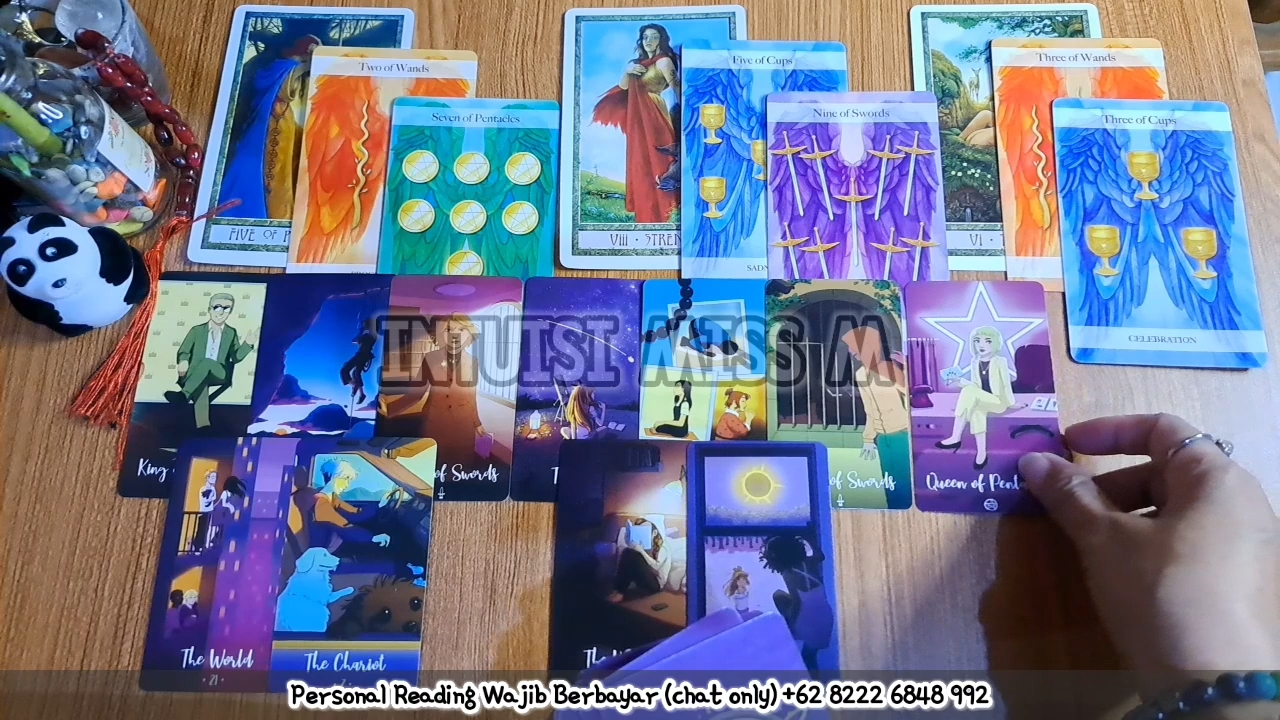 Two of Wands
Five of Cups
Three of Wands
Seven of Pentacles
Nine of Swords
Three of Cups
FIVE OF
VIII • STREN
VI •
CELEBRATION
INTUISI MISS M
King
of Swords
of Swords
Queen of Pent
The World
21
The Chariot
Personal Reading Wajib Berbayar (chat only) +62 8222 6848 992